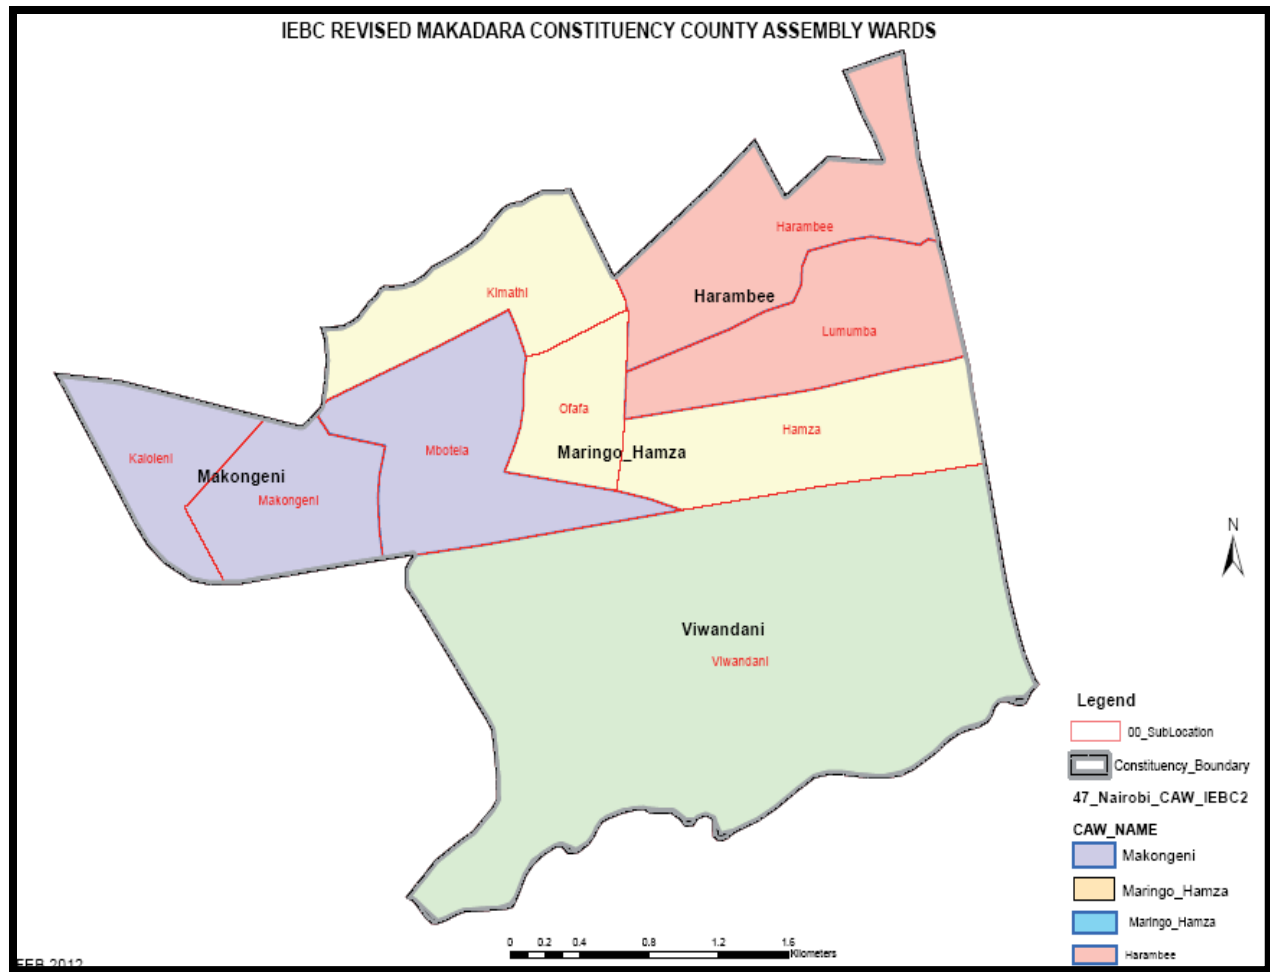 IEBC REVISED MAKADARA CONSTITUENCY COUNTY ASSEMBLY WARDS
Harambee
Kimathi
Harambee
Lumumba
Ofafa
Hamza
Mbotela
Maringo_Hamza
Kaloleni
Makongeni
Makongeni
N
Viwandani
Viwandani
Legend
00_SubLocation
Constituency_Boundary
47_Nairobi_CAW_IEBC2
CAW_NAME
Makongeni
Maringo_Hamza
Maringo_Hamza
Harambee
0 0.2 0.4 0.8 1.2 1.6
Kilometers
FEB 2012